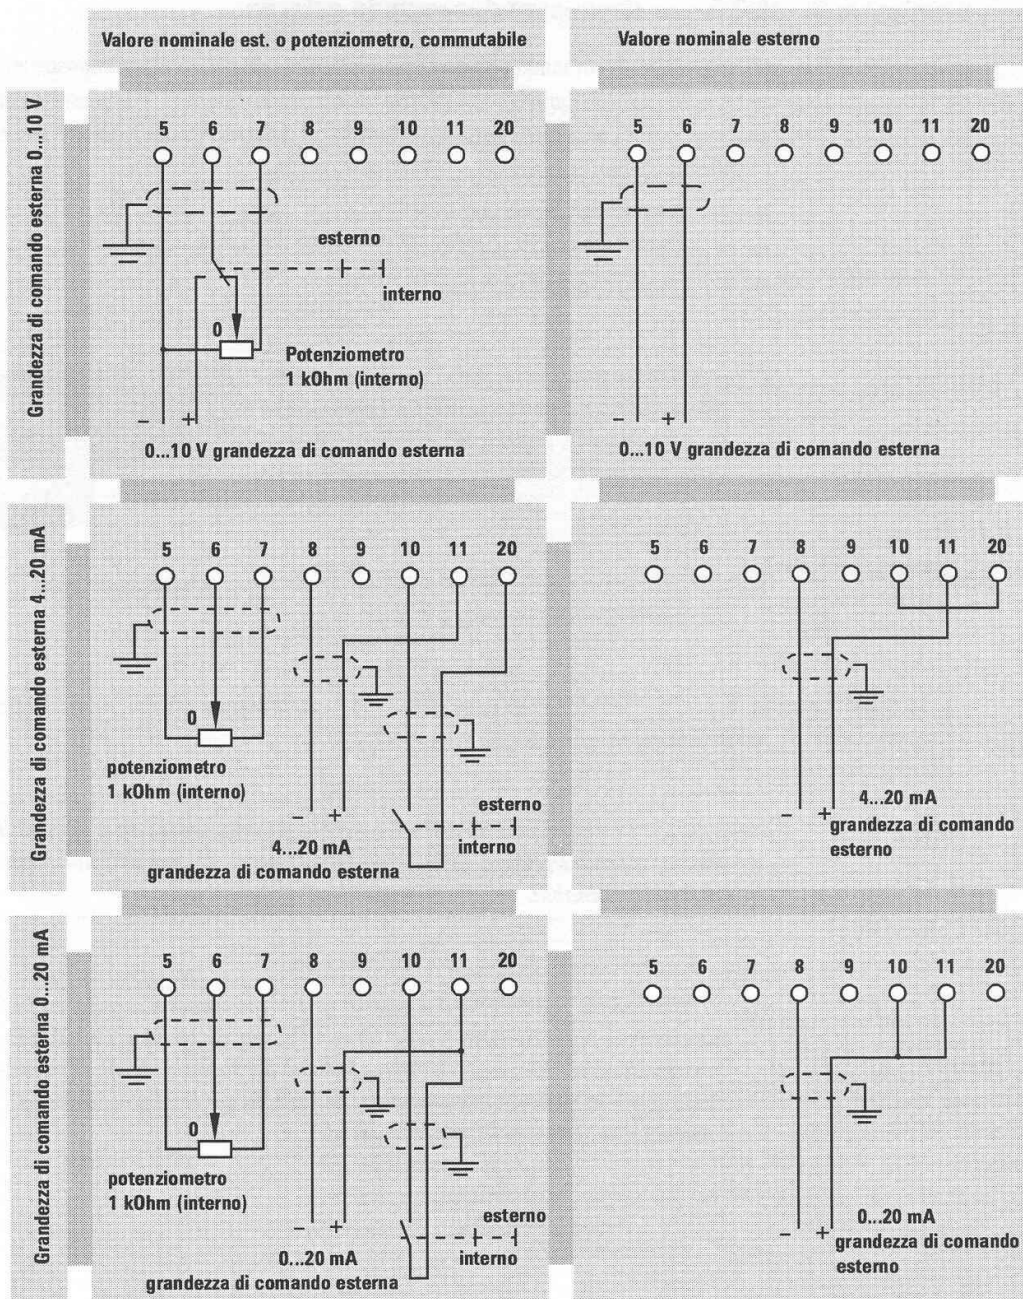 Valore nominale est. o potenziometro, commutabile
Valore nominale esterno
Grandezza di comando esterna 0...10 V
5 6 7 8 9 10 11 20
esterno
interno
0
Potenziometro
1 kOhm (interno)
– +
0...10 V grandezza di comando esterna
5 6 7 8 9 10 11 20
– +
0...10 V grandezza di comando esterna
Grandezza di comando esterna 4...20 mA
5 6 7 8 9 10 11 20
0
potenziometro
1 kOhm (interno)
– +
esterno
interno
4...20 mA
grandezza di comando esterna
5 6 7 8 9 10 11 20
– +
4...20 mA
grandezza di comando
esterno
Grandezza di comando esterna 0...20 mA
5 6 7 8 9 10 11 20
0
potenziometro
1 kOhm (interno)
– +
esterno
interno
0...20 mA
grandezza di comando esterna
5 6 7 8 9 10 11 20
– +
0...20 mA
grandezza di comando
esterno